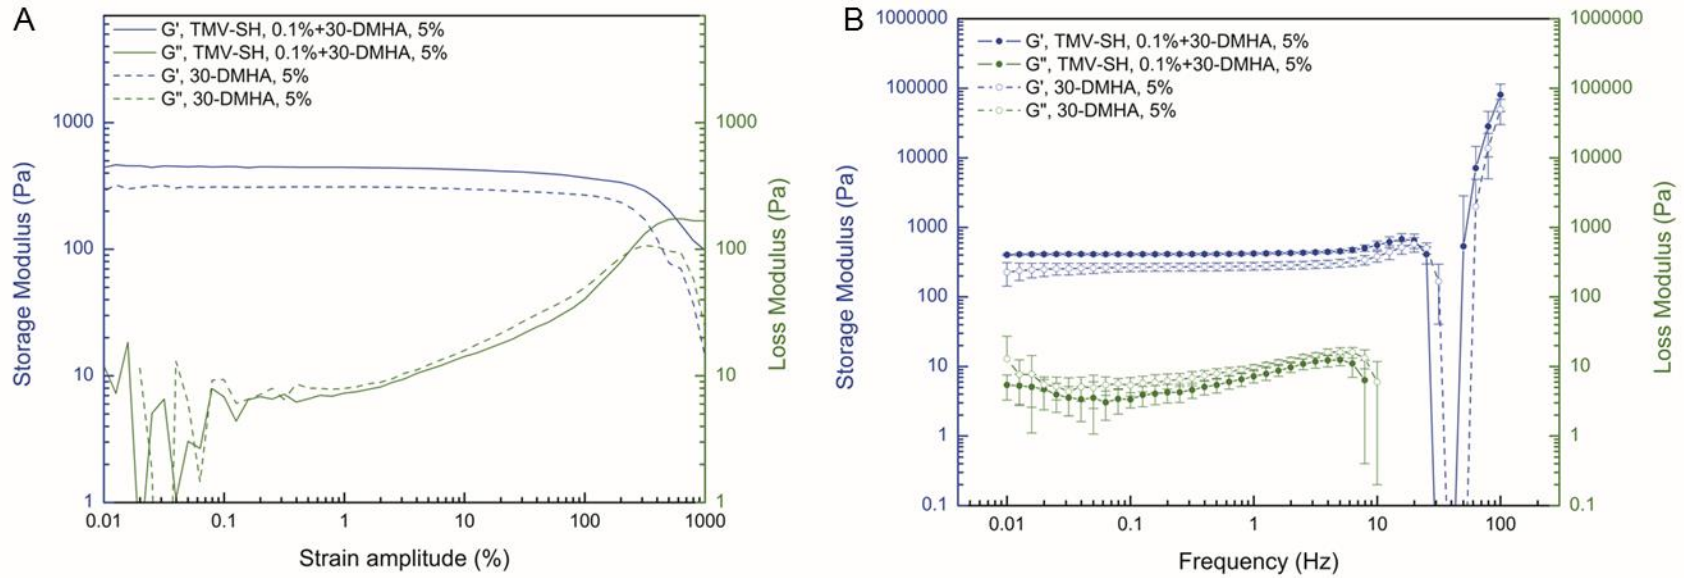 A
G', TMV-SH, 0.1%+30-DMHA, 5%
G", TMV-SH, 0.1%+30-DMHA, 5%
G', 30-DMHA, 5%
G", 30-DMHA, 5%
1000
100
10
1
1000
100
10
1
0.01
0.1
1
10
100
1000
Storage Modulus (Pa)
Loss Modulus (Pa)
Strain amplitude (%)
B
G', TMV-SH, 0.1%+30-DMHA, 5%
G", TMV-SH, 0.1%+30-DMHA, 5%
G', 30-DMHA, 5%
G", 30-DMHA, 5%
1000000
100000
10000
1000
100
10
1
0.1
1000000
100000
10000
1000
100
10
1
0.1
0.01
0.1
1
10
100
Storage Modulus (Pa)
Loss Modulus (Pa)
Frequency (Hz)